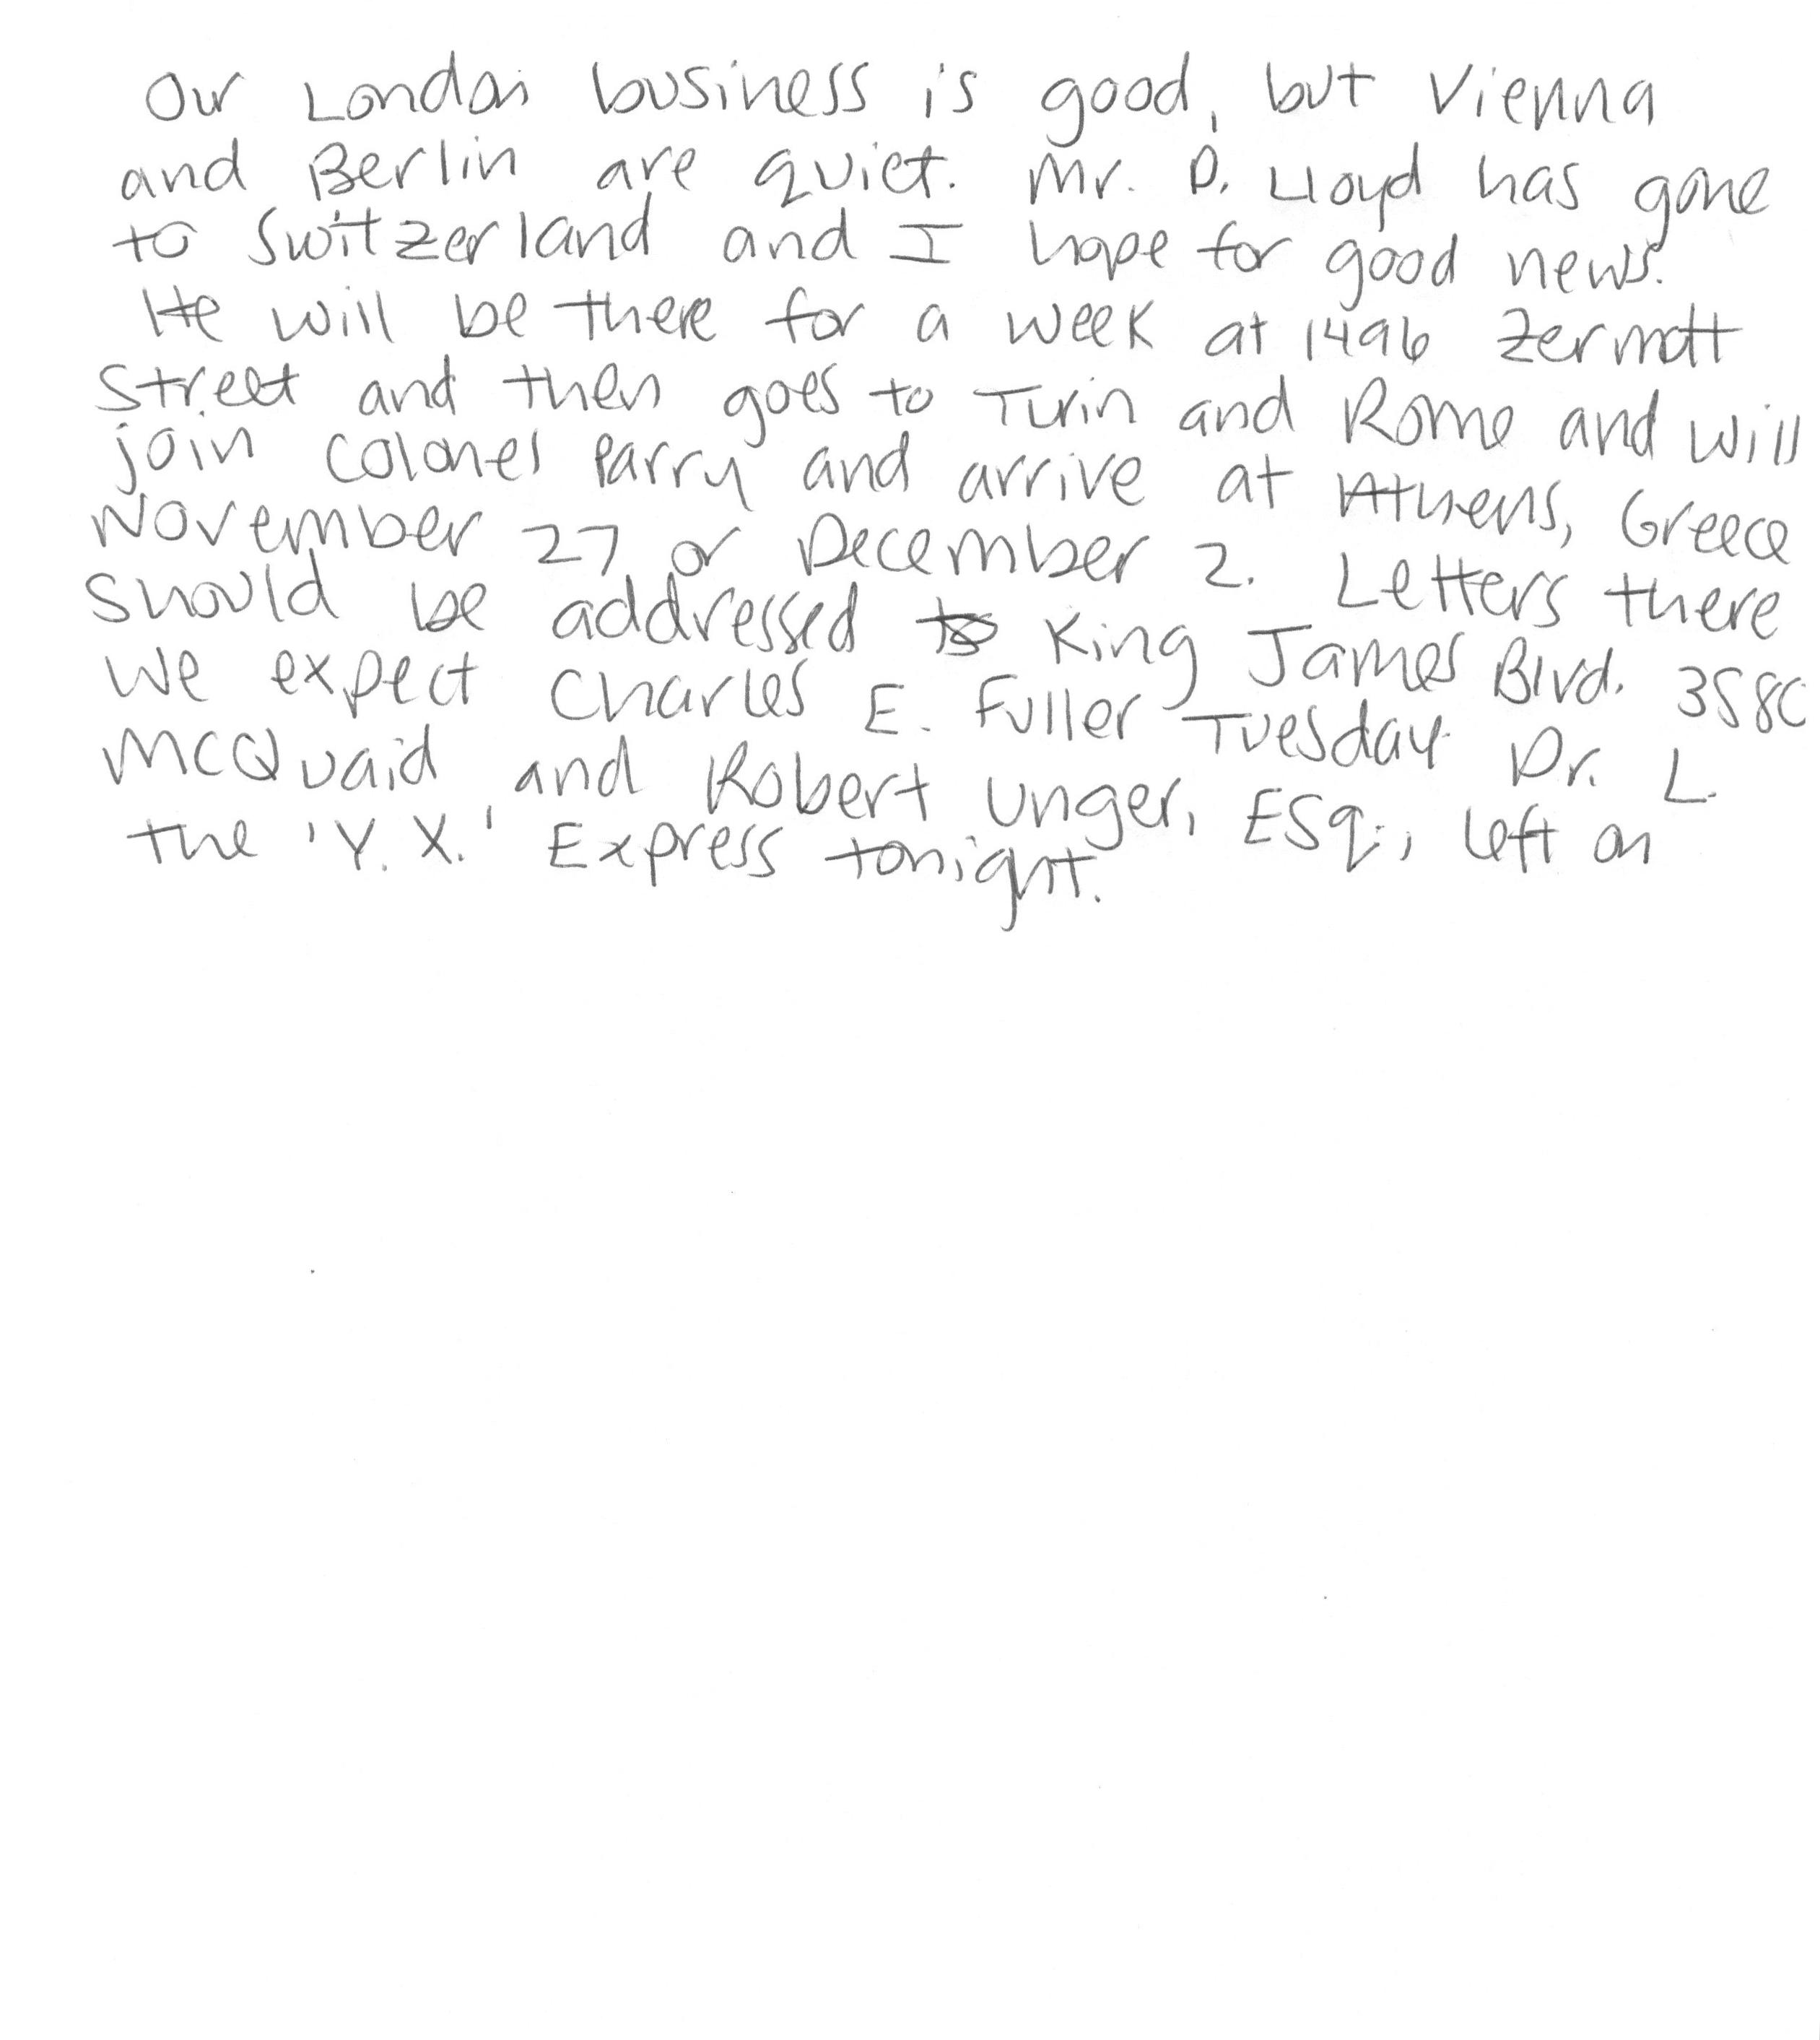 Our London business is good, but Vienna
and Berlin are quiet. Mr. D. Lloyd has gone
to Switzerland and I hope for good news.
He will be there for a week at 1496 Zermott
Street and then goes to Turin and Rome and will
join Colonel Parry and arrive at Athens, Greece
November 27 or December 2. Letters there
should be addressed to King James Blvd. 3580
We expect Charles E. Fuller Tuesday. Dr. L.
McQuaid, and Robert Unger, Esq., left on
the 'Y. X.' Express tonight.